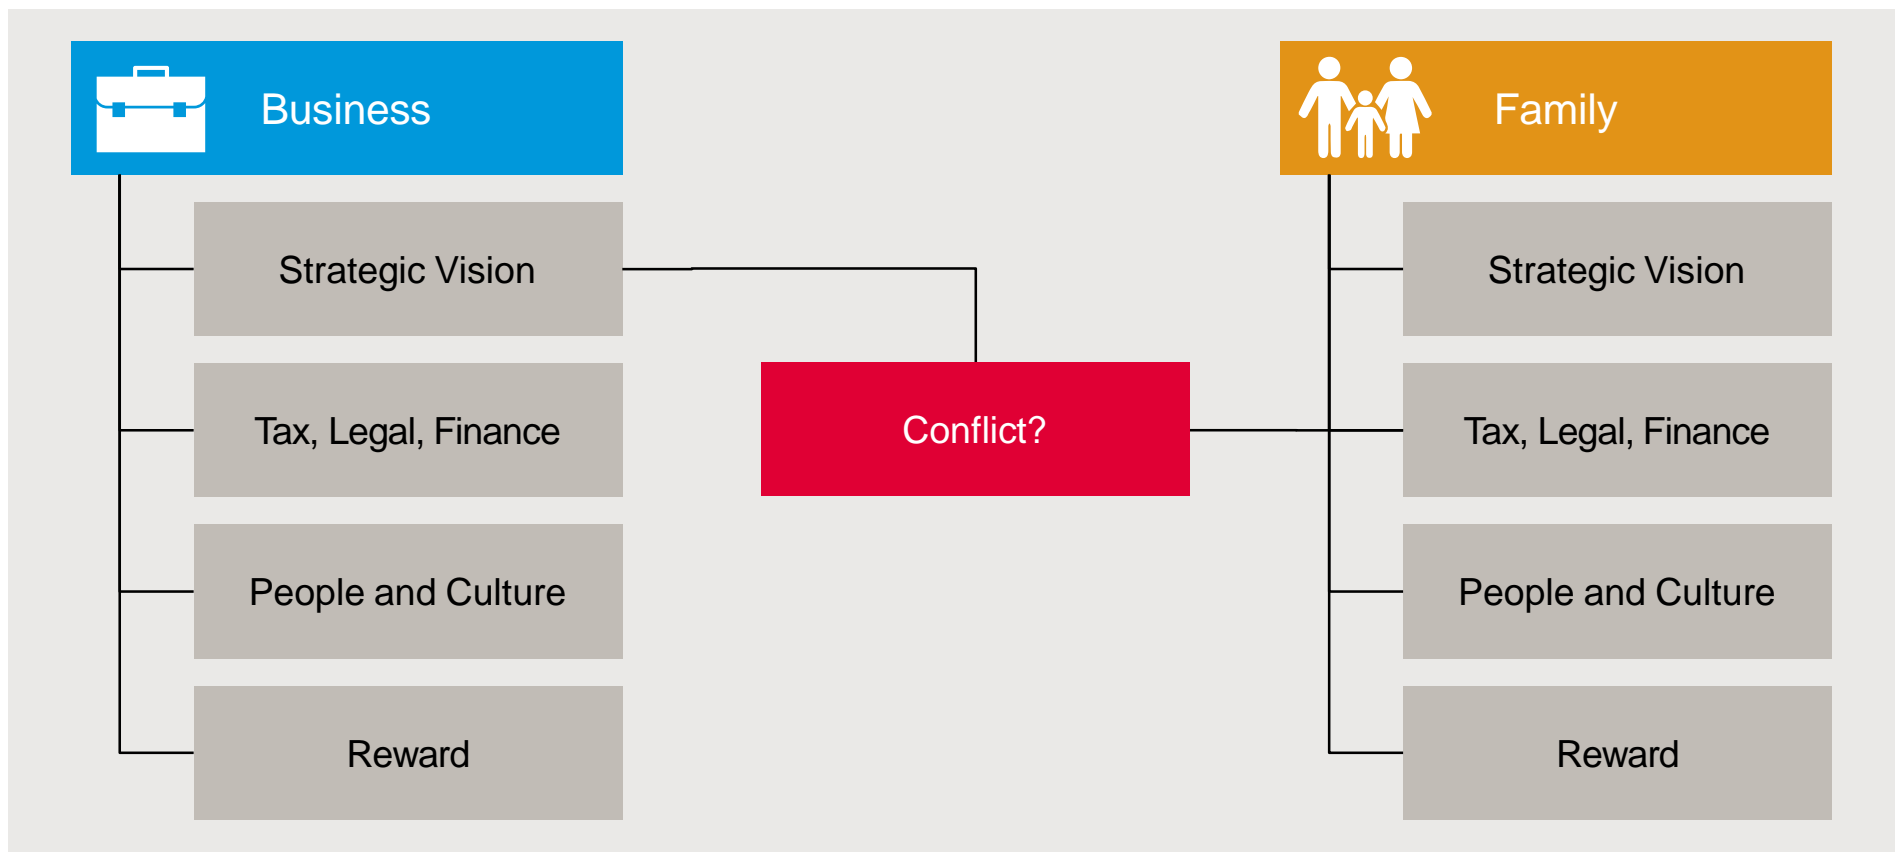 Business
Strategic Vision
Tax, Legal, Finance
People and Culture
Reward
Conflict?
Family
Strategic Vision
Tax, Legal, Finance
People and Culture
Reward